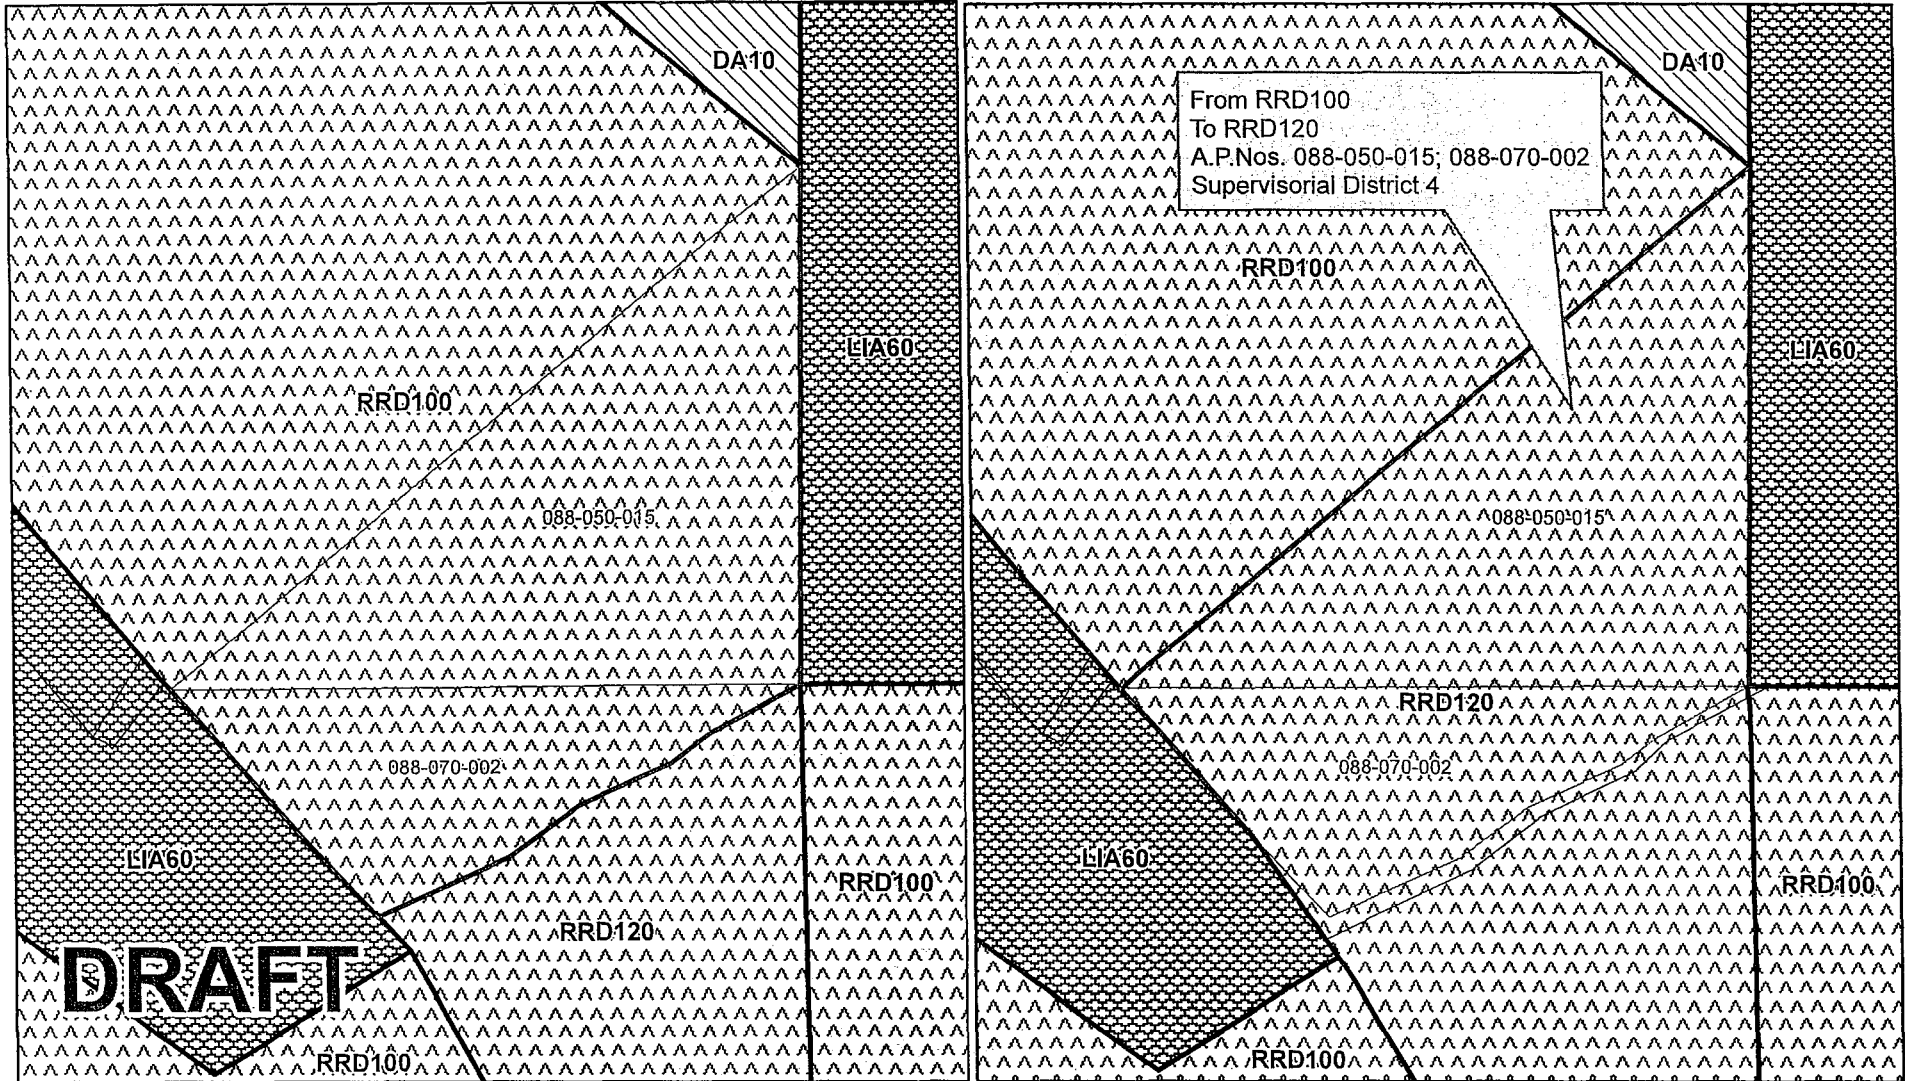 DA10
RRD100
LIA60
088-050-015
088-070-002
LIA60
RRD100
RRD120
DRAFT
RRD100
DA10
From RRD100
To RRD120
A.P.Nos. 088-050-015; 088-070-002
Supervisorial District 4
RRD100
LIA60
088-050-015
RRD120
088-070-002
LIA60
RRD100
RRD100